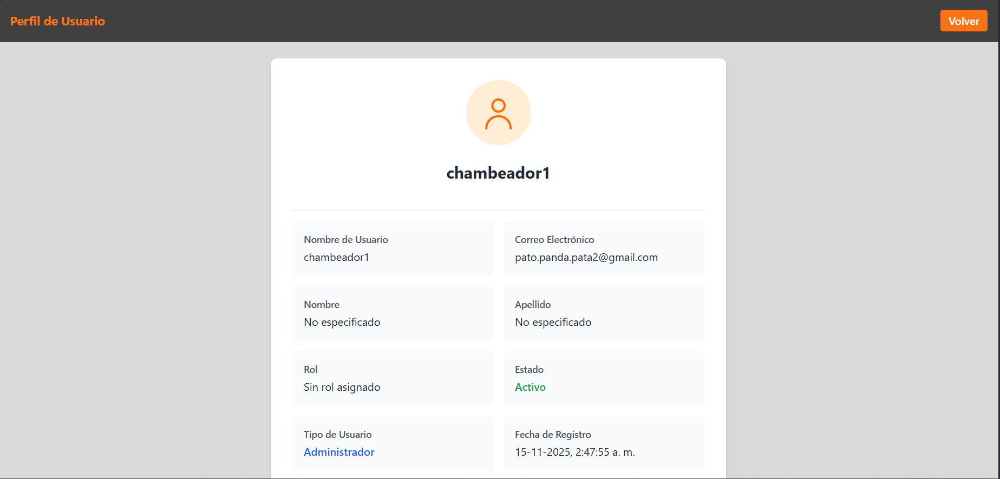 Perfil de Usuario
Volver
chambeador1
Nombre de Usuario
chambeador1
Correo Electrónico
pato.panda.pata2@gmail.com
Nombre
No especificado
Apellido
No especificado
Rol
Sin rol asignado
Estado
Activo
Tipo de Usuario
Administrador
Fecha de Registro
15-11-2025, 2:47:55 a. m.